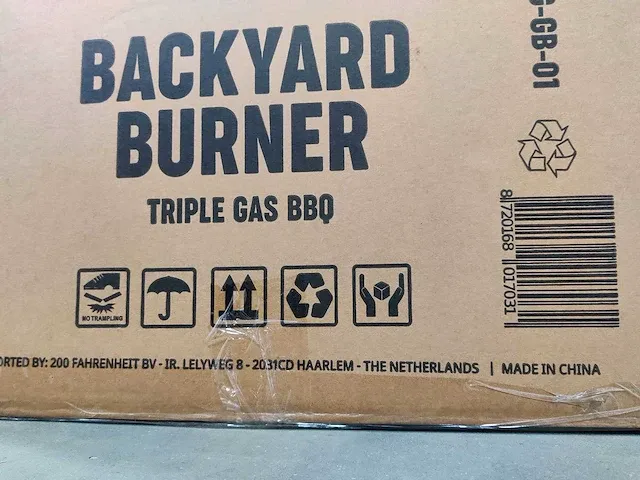 BACKYARD
BURNER
TRIPLE GAS BBQ
-GB-01
8 720168 017031
NO TRAMPLING
ORTED BY: 200 FAHRENHEIT BV - IR. LELYWEG 8 - 2031CD HAARLEM - THE NETHERLANDS | MADE IN CHINA